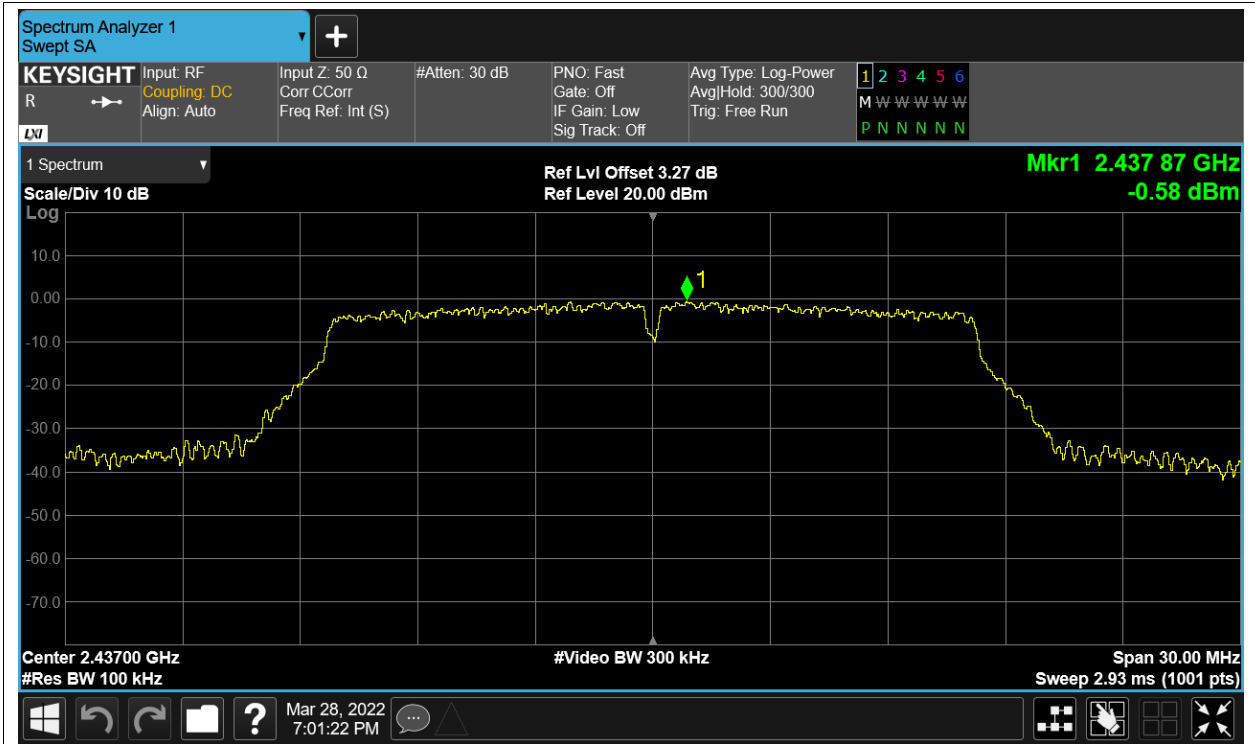 Spectrum Analyzer 1
Swept SA
KEYSIGHT
R
LXI
Input: RF
Coupling: DC
Align: Auto
Input Z: 50 Ω
Corr CCorr
Freq Ref: Int (S)
#Atten: 30 dB
PNO: Fast
Gate: Off
IF Gain: Low
Sig Track: Off
Avg Type: Log-Power
Avg|Hold: 300/300
Trig: Free Run
1 2 3 4 5 6
M W W W W W
P N N N N N
1 Spectrum
Scale/Div 10 dB
Log
Ref Lvl Offset 3.27 dB
Ref Level 20.00 dBm
Mkr1 2.437 87 GHz
-0.58 dBm
1
10.0
0.00
-10.0
-20.0
-30.0
-40.0
-50.0
-60.0
-70.0
Center 2.43700 GHz
#Res BW 100 kHz
#Video BW 300 kHz
Span 30.00 MHz
Sweep 2.93 ms (1001 pts)
?
Mar 28, 2022
7:01:22 PM